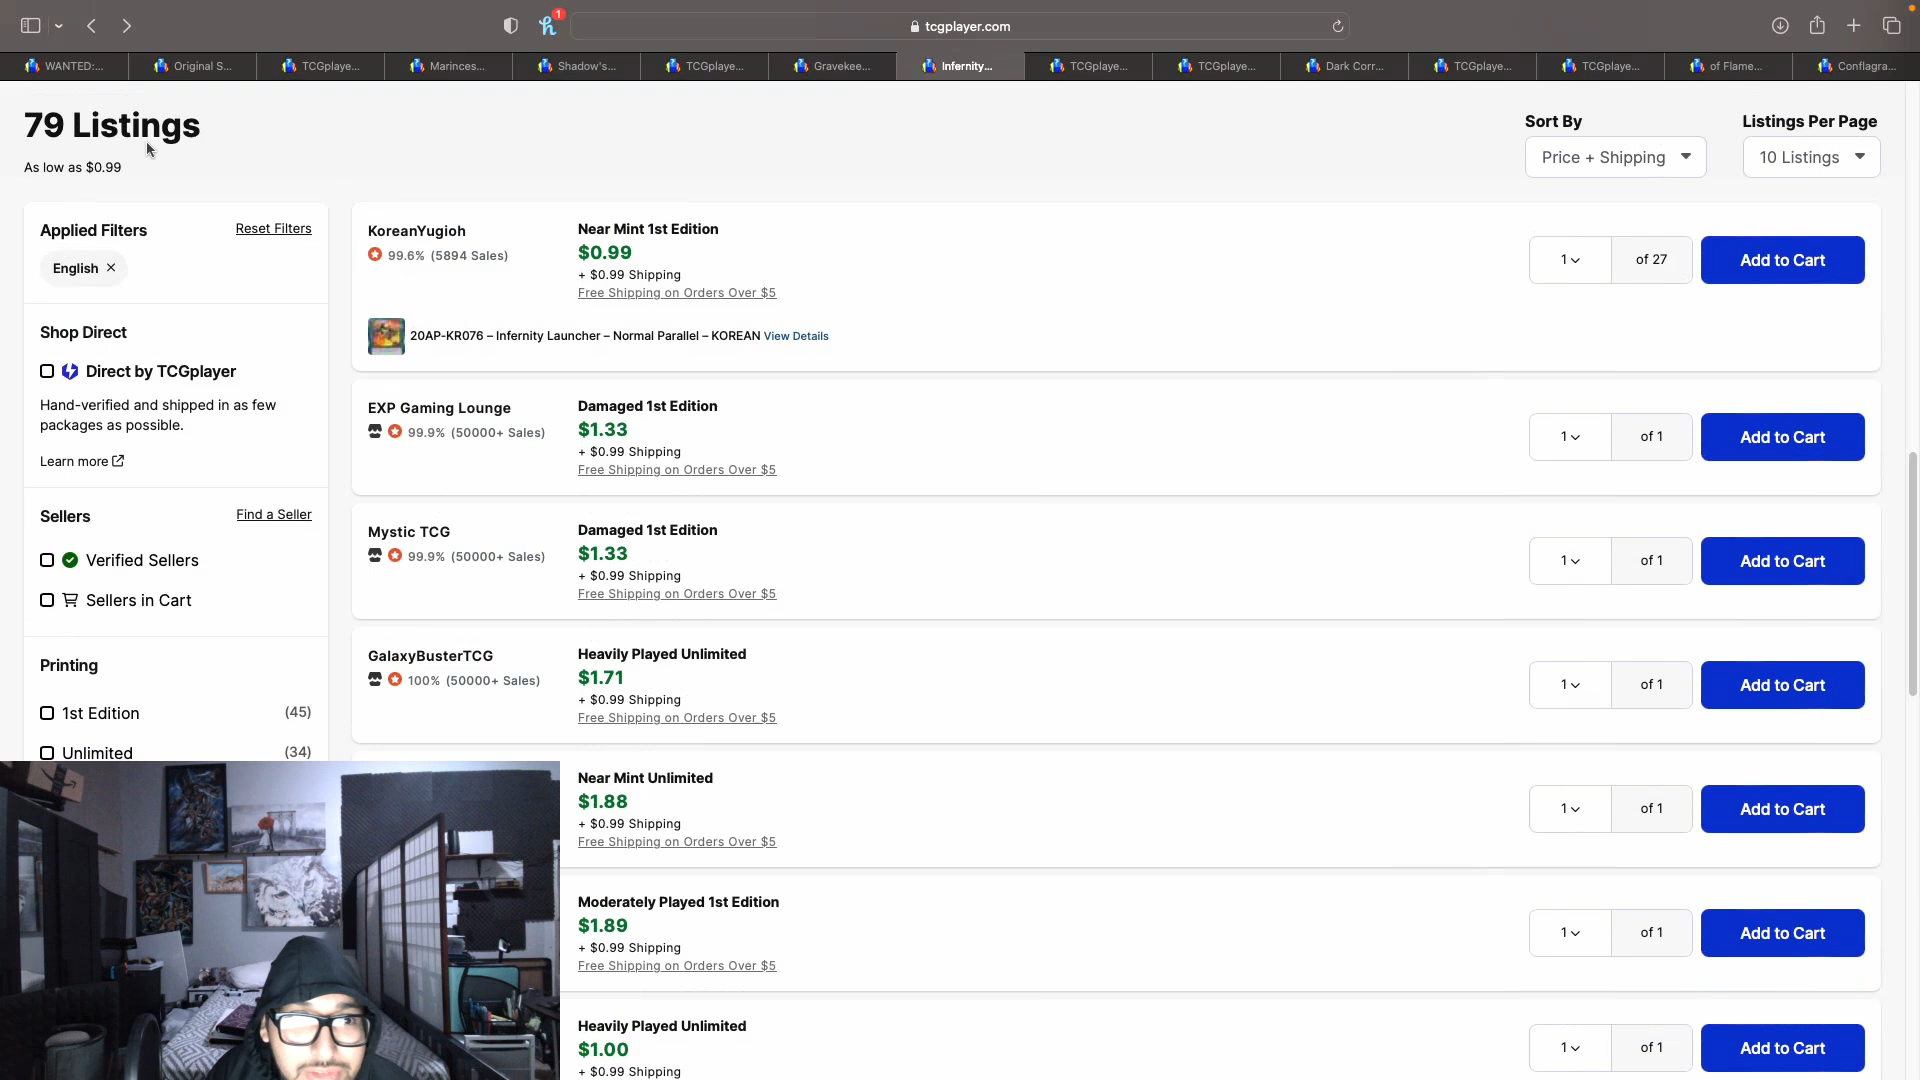 1
tcgplayer.com
WANTED:...
Original S...
TCGplaye...
Marinces...
Shadow's...
TCGplaye...
Gravekee...
Infernity...
TCGplaye...
TCGplaye...
Dark Corr...
TCGplaye...
TCGplaye...
of Flame...
Conflagra...
79 Listings
As low as $0.99
Sort By
Price + Shipping
Listings Per Page
10 Listings
Applied Filters
Reset Filters
English ✕
Shop Direct
Direct by TCGplayer
Hand-verified and shipped in as few
packages as possible.
Learn more
Sellers
Find a Seller
Verified Sellers
Sellers in Cart
Printing
1st Edition (45)
Unlimited (34)
KoreanYugioh
99.6% (5894 Sales)
Near Mint 1st Edition
$0.99
+ $0.99 Shipping
Free Shipping on Orders Over $5
1
of 27
Add to Cart
20AP-KR076 – Infernity Launcher – Normal Parallel – KOREAN View Details
EXP Gaming Lounge
99.9% (50000+ Sales)
Damaged 1st Edition
$1.33
+ $0.99 Shipping
Free Shipping on Orders Over $5
1
of 1
Add to Cart
Mystic TCG
99.9% (50000+ Sales)
Damaged 1st Edition
$1.33
+ $0.99 Shipping
Free Shipping on Orders Over $5
1
of 1
Add to Cart
GalaxyBusterTCG
100% (50000+ Sales)
Heavily Played Unlimited
$1.71
+ $0.99 Shipping
Free Shipping on Orders Over $5
1
of 1
Add to Cart
Near Mint Unlimited
$1.88
+ $0.99 Shipping
Free Shipping on Orders Over $5
1
of 1
Add to Cart
Moderately Played 1st Edition
$1.89
+ $0.99 Shipping
Free Shipping on Orders Over $5
1
of 1
Add to Cart
Heavily Played Unlimited
$1.00
+ $0.99 Shipping
1
of 1
Add to Cart